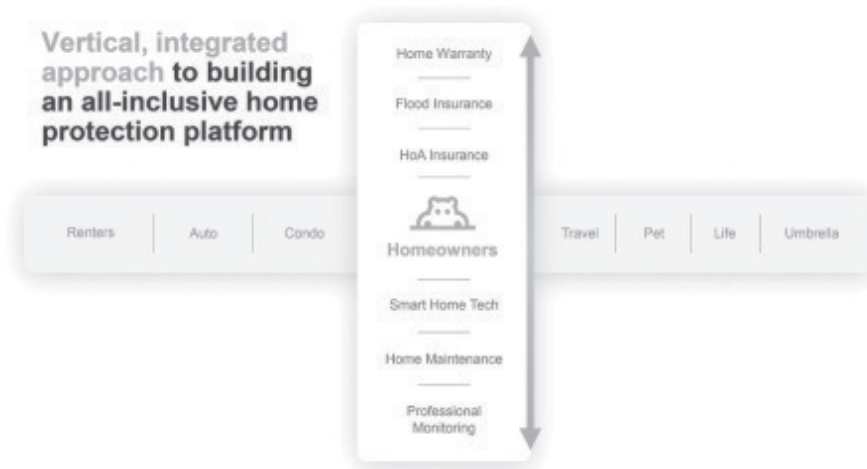 Vertical, integrated
approach to building
an all-inclusive home
protection platform
Home Warranty
Flood Insurance
HoA Insurance
Renters
Auto
Condo
Homeowners
Travel
Pet
Life
Umbrella
Smart Home Tech
Home Maintenance
Professional
Monitoring